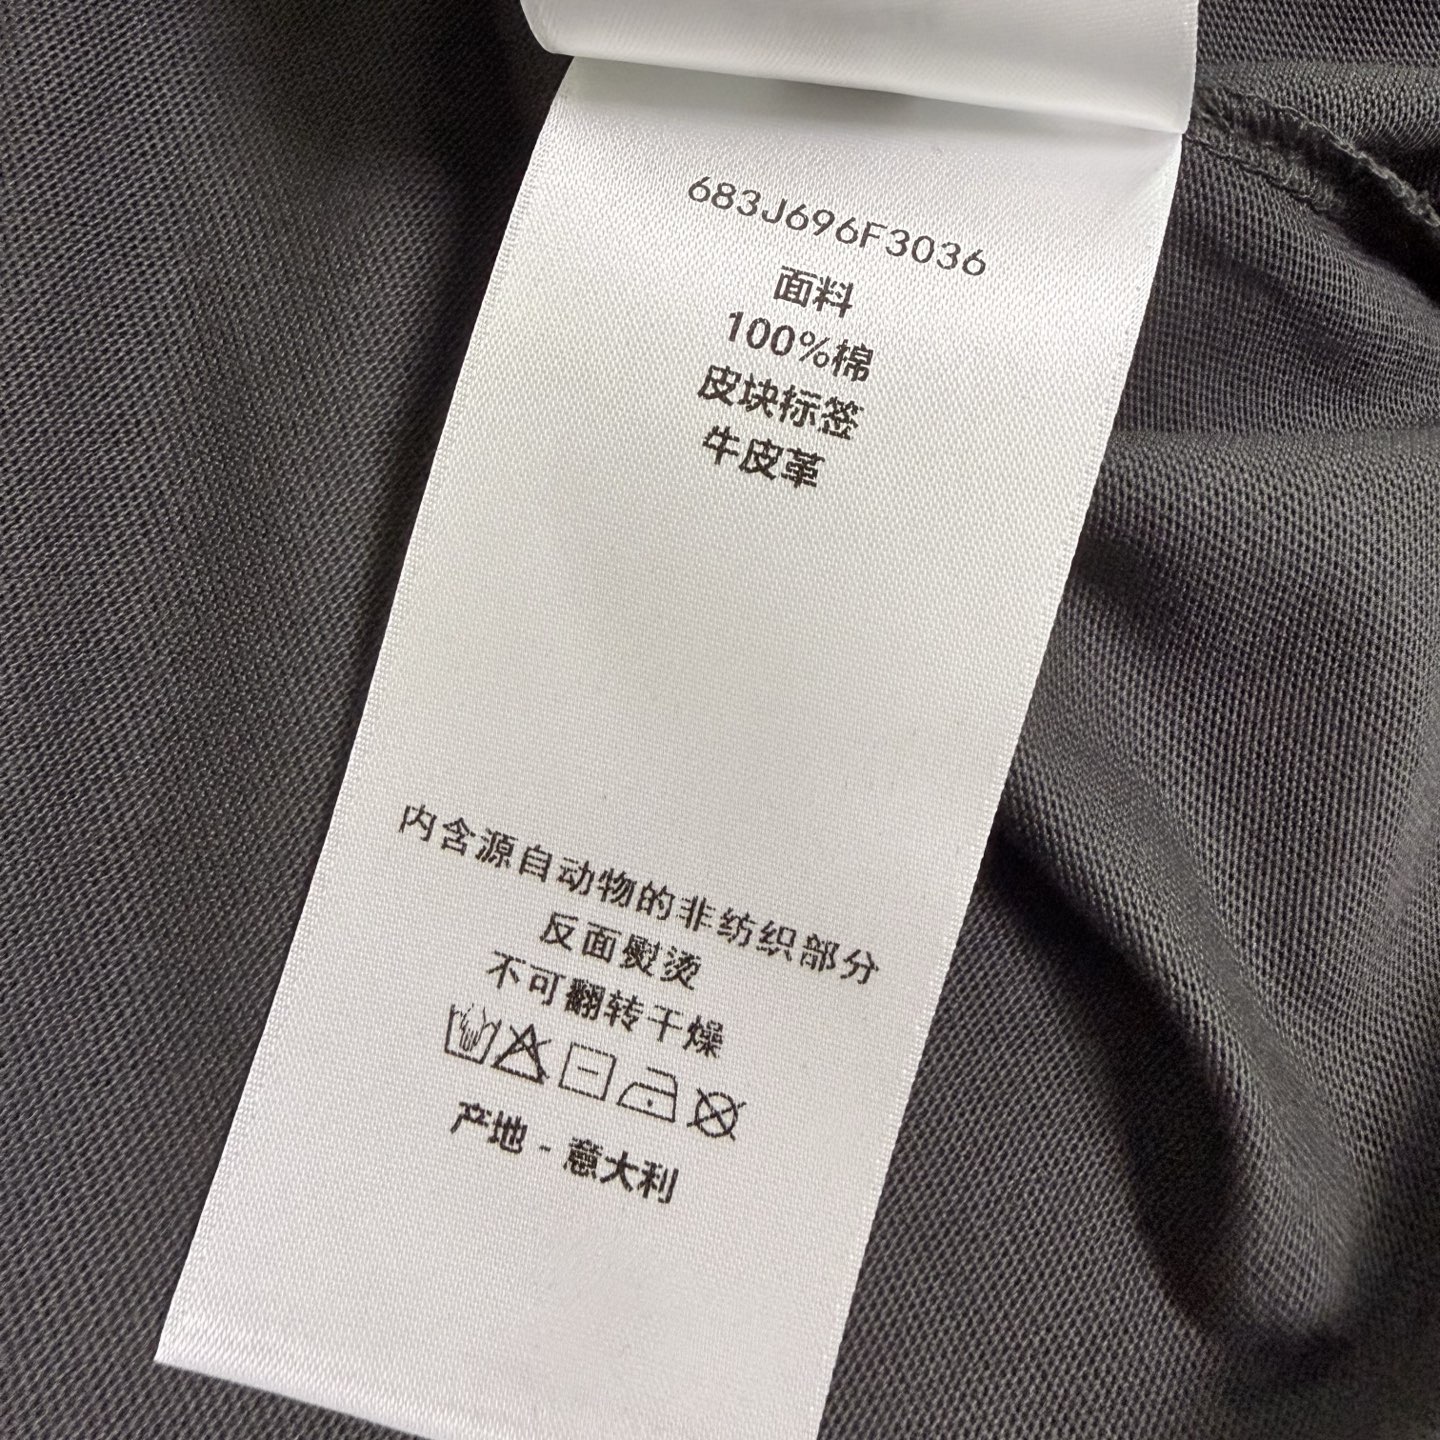 683J696F3036
面料
100%棉
皮块标签
牛皮革
内含源自动物的非纺织部分
反面熨烫
不可翻转干燥
产地 - 意大利